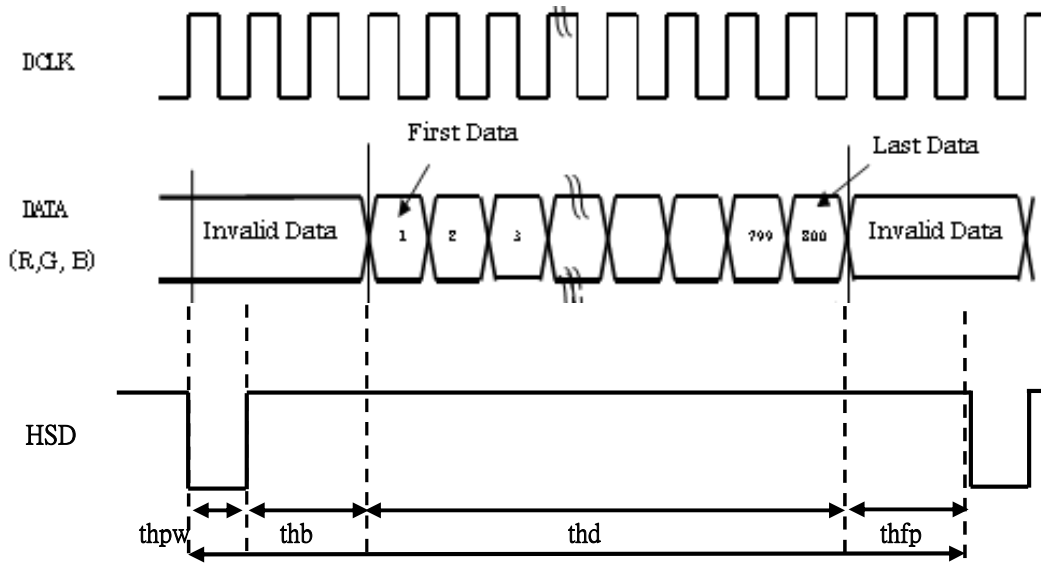 DCLK
First Data
Last Data
DATA
(R,G, B)
Invalid Data
1
2
3
799
800
Invalid Data
HSD
thpw
thb
thd
thfp